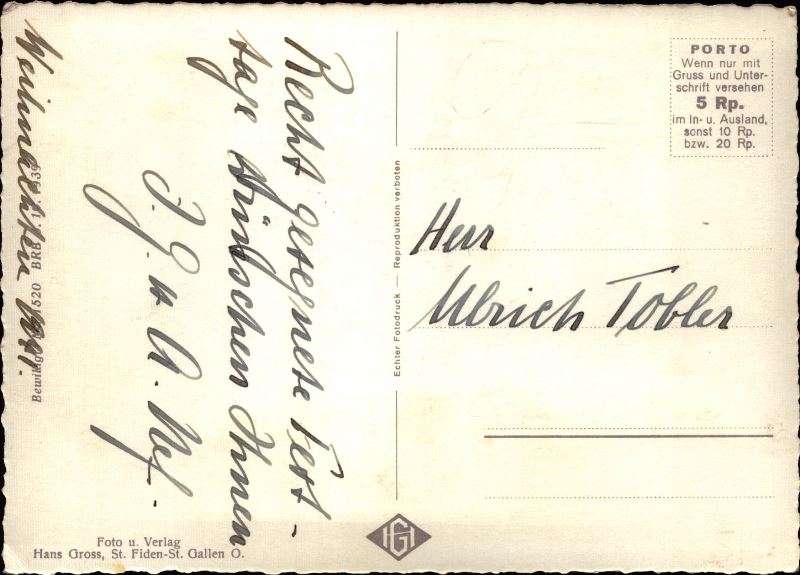 Weihnachten 1941.
Recht gesegnete Fest-
tage Wünschen Ihnen
J. G. u A. Nef.
Foto u. Verlag
Hans Gross, St. Fiden-St. Gallen O.
Echter Fotodruck — Reproduktion verboten
PORTO
Wenn nur mit
Gruss und Unter-
schrift versehen
5 Rp.
im In- u. Ausland,
sonst 10 Rp.
bzw. 20 Rp.
Herr
Ulrich Tobler